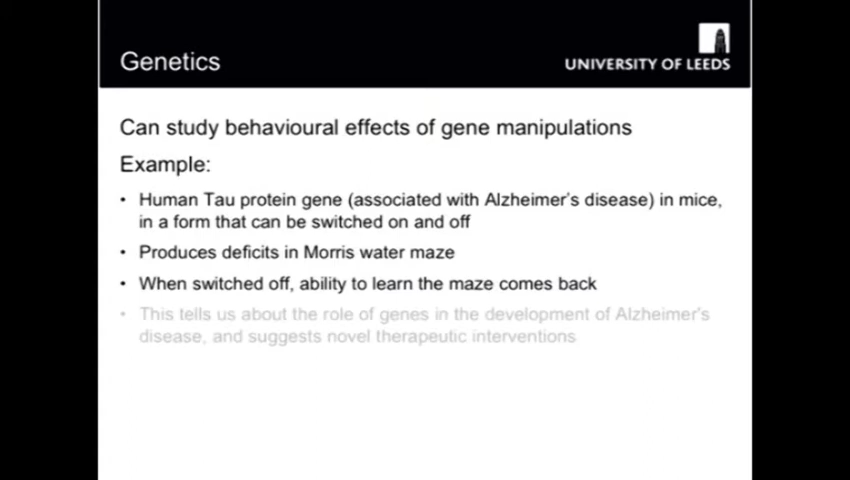 Genetics
UNIVERSITY OF LEEDS
Can study behavioural effects of gene manipulations
Example:
• Human Tau protein gene (associated with Alzheimer's disease) in mice,
in a form that can be switched on and off
• Produces deficits in Morris water maze
• When switched off, ability to learn the maze comes back
• This tells us about the role of genes in the development of Alzheimer's
disease, and suggests novel therapeutic interventions